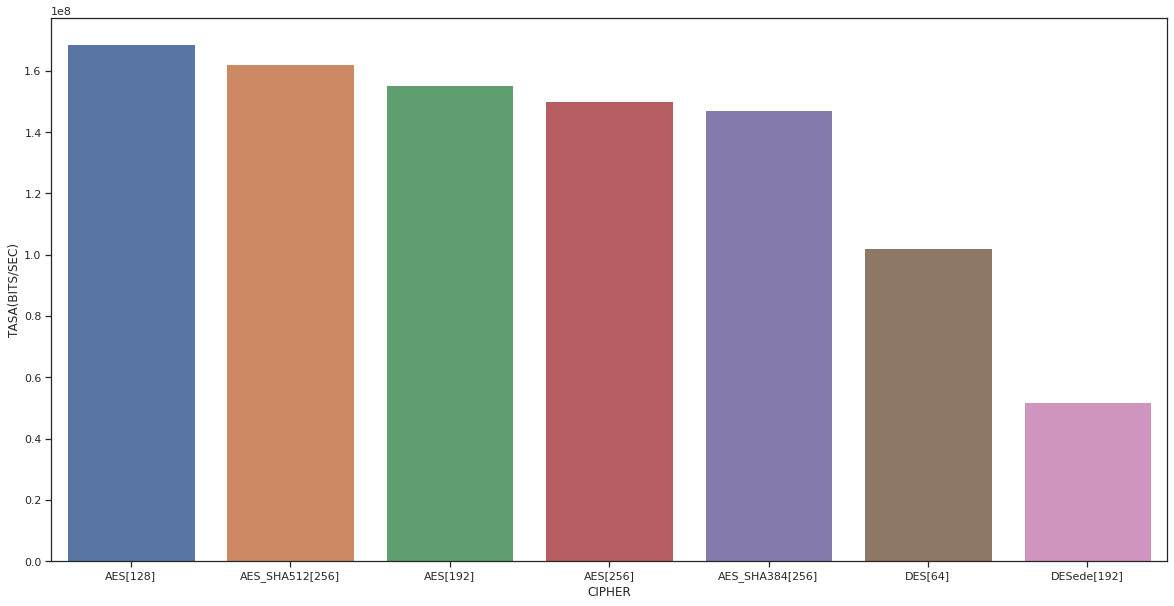 1e8
1.6
1.4
1.2
1.0
0.8
0.6
0.4
0.2
0.0
TASA(BITS/SEC)
AES[128] AES_SHA512[256] AES[192] AES[256] AES_SHA384[256] DES[64] DESede[192]
CIPHER